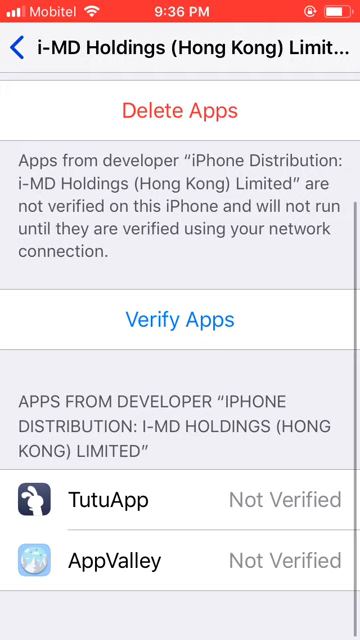 Mobitel 9:36 PM
i-MD Holdings (Hong Kong) Limit...
Delete Apps
Apps from developer “iPhone Distribution:
i-MD Holdings (Hong Kong) Limited” are
not verified on this iPhone and will not run
until they are verified using your network
connection.
Verify Apps
APPS FROM DEVELOPER “IPHONE
DISTRIBUTION: I-MD HOLDINGS (HONG
KONG) LIMITED”
TutuApp Not Verified
AppValley Not Verified